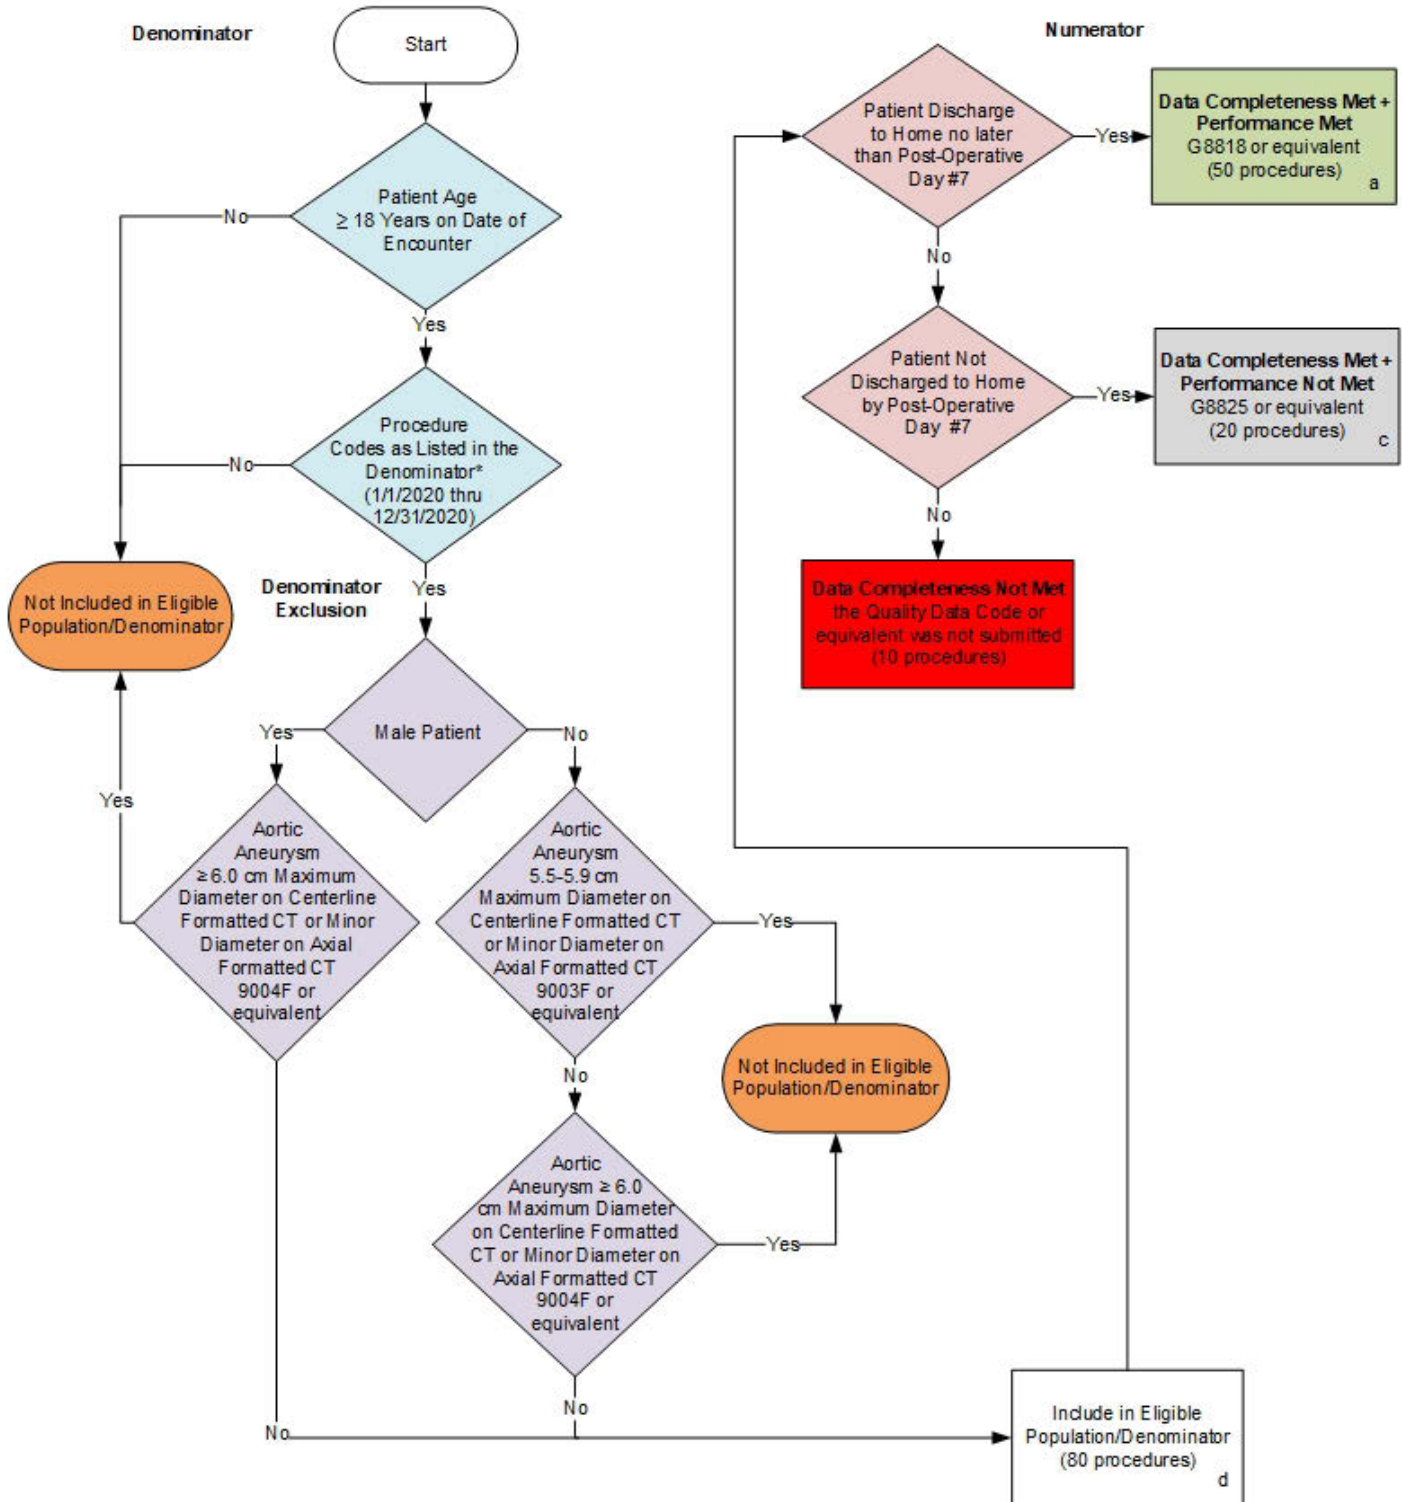 Denominator
Start
Patient Age
≥ 18 Years on Date of
Encounter
No
Yes
Procedure
Codes as Listed in the
Denominator*
(1/1/2020 thru
12/31/2020)
No
Yes
Not Included in Eligible
Population/Denominator
Denominator
Exclusion
Male Patient
Yes
No
Yes
Aortic
Aneurysm
≥6.0 cm Maximum
Diameter on Centerline
Formatted CT or Minor
Diameter on Axial
Formatted CT
9004F or
equivalent
Aortic
Aneurysm
5.5-5.9 cm
Maximum Diameter on
Centerline Formatted CT
or Minor Diameter on
Axial Formatted CT
9003F or
equivalent
Yes
No
Not Included in Eligible
Population/Denominator
Aortic
Aneurysm ≥ 6.0
cm Maximum Diameter
on Centerline Formatted
CT or Minor Diameter on
Axial Formatted CT
9004F or
equivalent
Yes
No
No
Include in Eligible
Population/Denominator
(80 procedures)
d
Numerator
Patient Discharge
to Home no later
than Post-Operative
Day #7
Yes
Data Completeness Met +
Performance Met
G8818 or equivalent
(50 procedures)
a
No
Patient Not
Discharged to Home
by Post-Operative
Day #7
Yes
Data Completeness Met +
Performance Not Met
G8825 or equivalent
(20 procedures)
c
No
Data Completeness Not Met
the Quality Data Code or
equivalent was not submitted
(10 procedures)